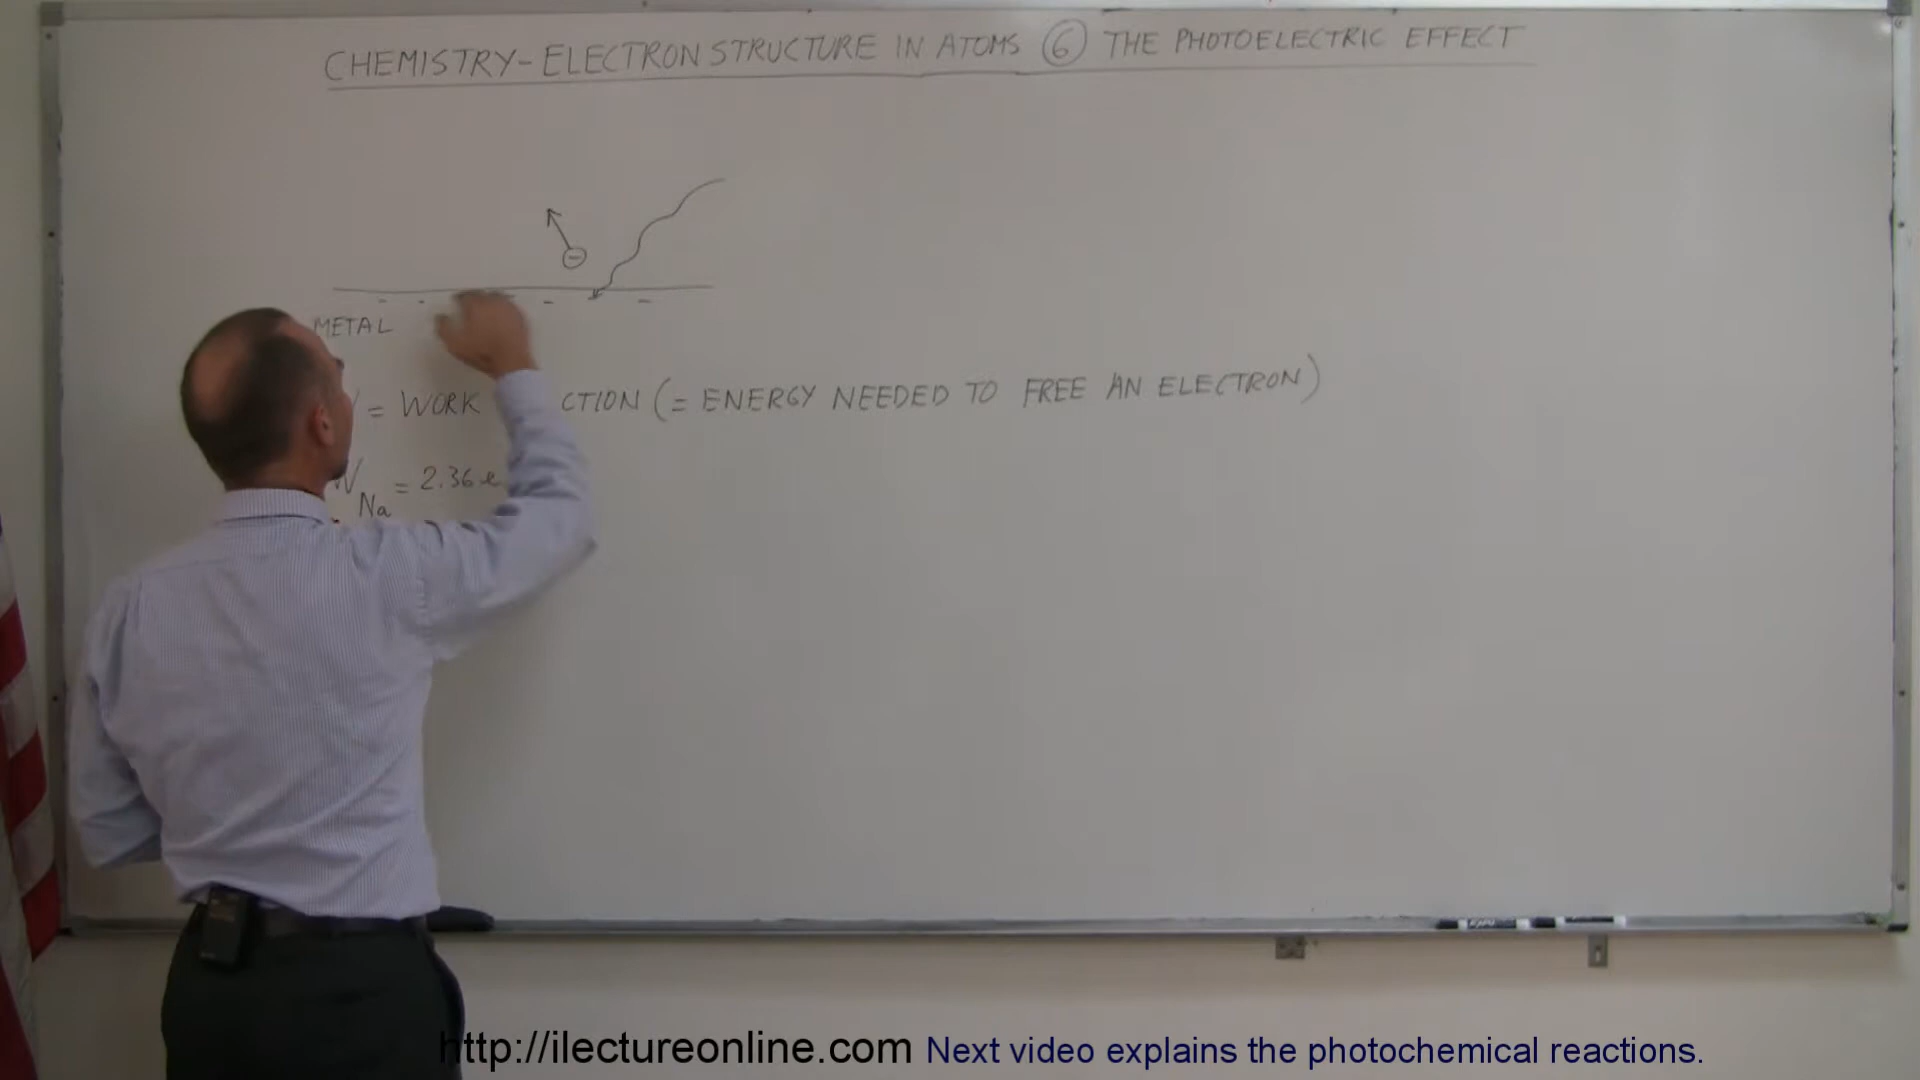 CHEMISTRY-ELECTRON STRUCTURE IN ATOMS ⑥ THE PHOTOELECTRIC EFFECT
METAL
= WORK CTION (= ENERGY NEEDED TO FREE AN ELECTRON)
W Na = 2.36 e
http://ilectureonline.com Next video explains the photochemical reactions.